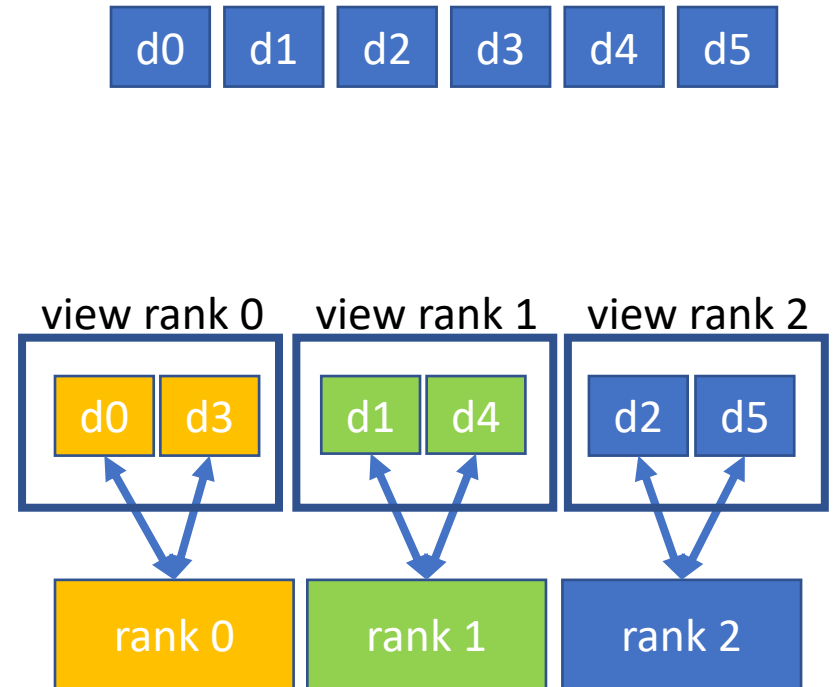 d0 d1 d2 d3 d4 d5
view rank 0 view rank 1 view rank 2
d0 d3 d1 d4 d2 d5
rank 0 rank 1 rank 2